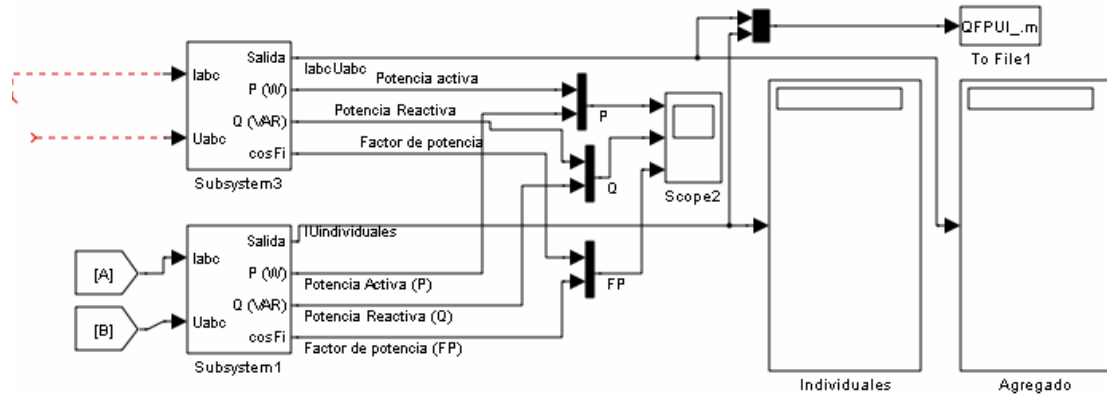 QFPUI_.m
To File1
Salida
Iabc
P (W)
Q (VAR)
Uabc
cosFi
Subsystem3
IabcUabc
Potencia activa
Potencia Reactiva
Factor de potencia
P
Q
Scope2
Salida
Iabc
P (W)
Q (VAR)
Uabc
cosFi
Subsystem1
[A]
[B]
IUindividuales
Potencia Activa (P)
Potencia Reactiva (Q)
Factor de potencia (FP)
FP
Individuales
Agregado